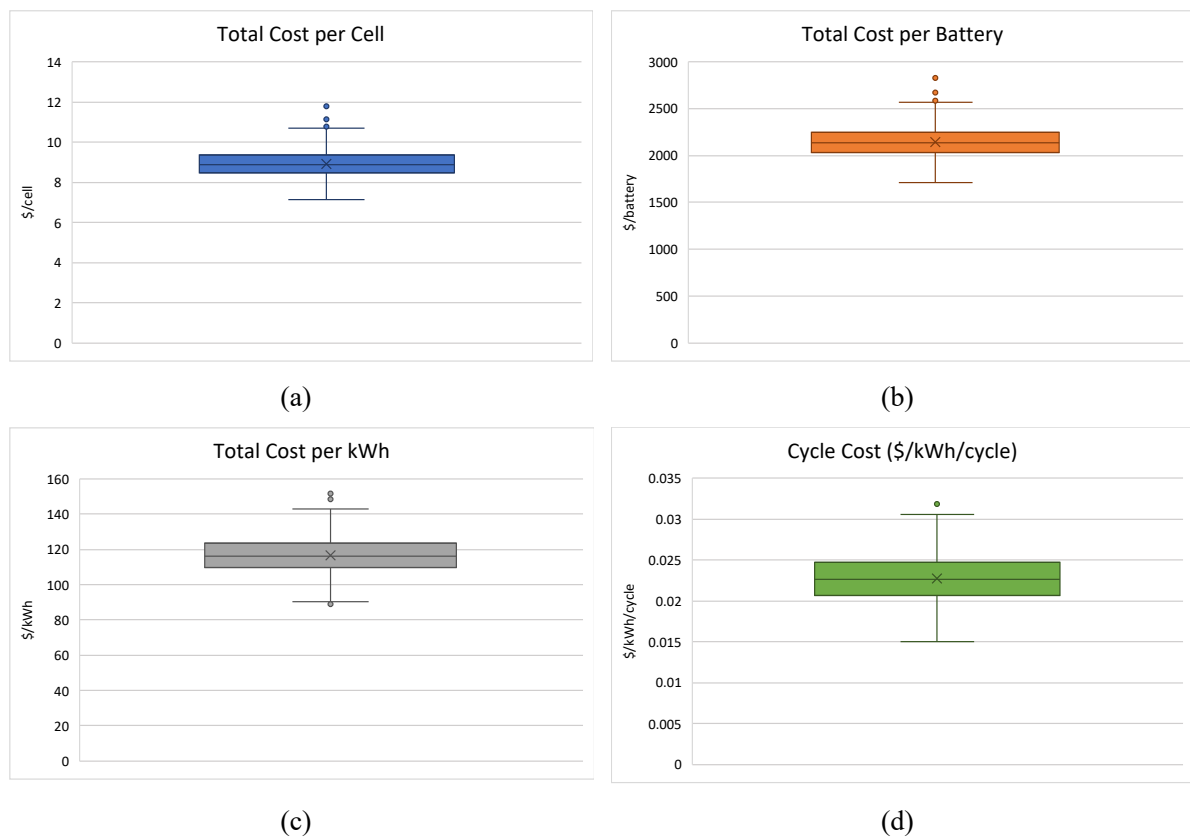 Total Cost per Cell
14
12
10
8
6
4
2
0
$/cell
(a)
Total Cost per Battery
3000
2500
2000
1500
1000
500
0
$/battery
(b)
Total Cost per kWh
160
140
120
100
80
60
40
20
0
$/kWh
(c)
Cycle Cost ($/kWh/cycle)
0.035
0.03
0.025
0.02
0.015
0.01
0.005
0
$/kWh/cycle
(d)